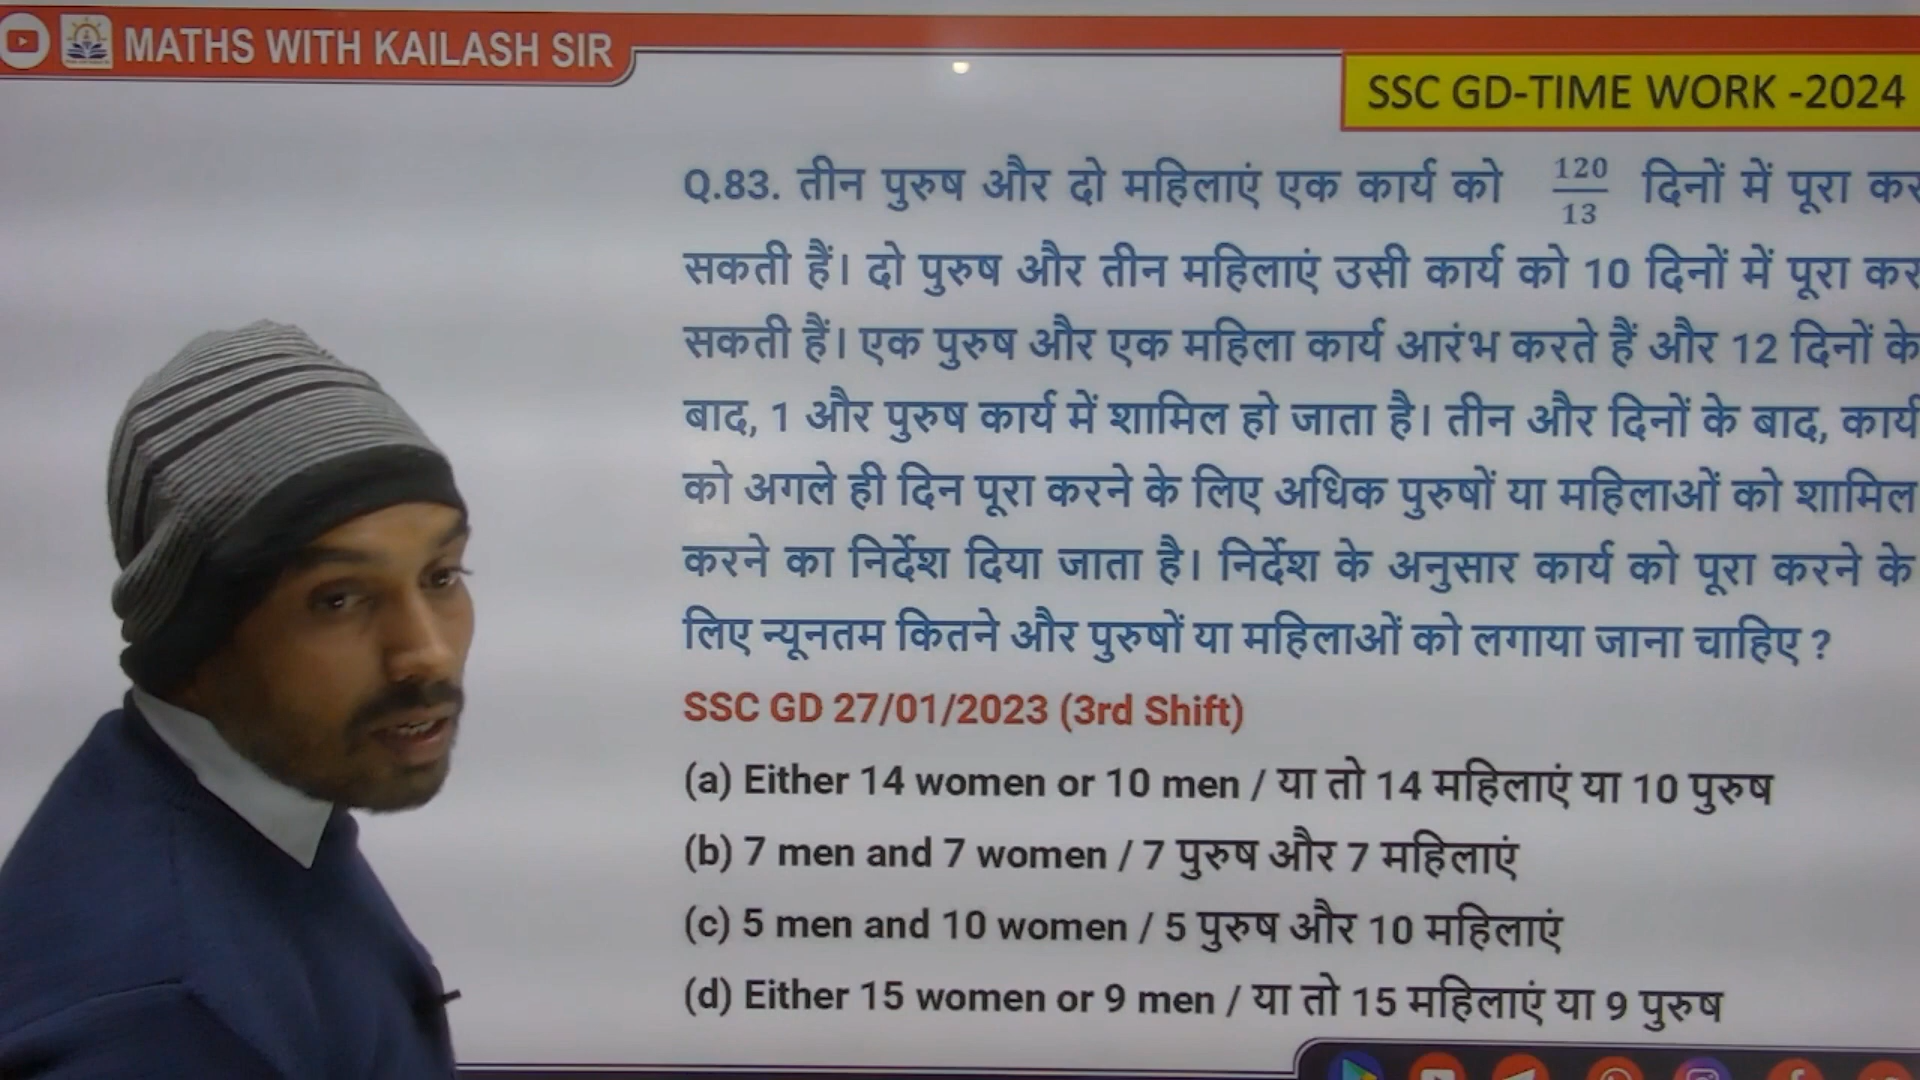 MATHS WITH KAILASH SIR
SSC GD-TIME WORK -2024
Q.83. तीन पुरुष और दो महिलाएं एक कार्य को 120/13 दिनों में पूरा कर
सकती हैं। दो पुरुष और तीन महिलाएं उसी कार्य को 10 दिनों में पूरा कर
सकती हैं। एक पुरुष और एक महिला कार्य आरंभ करते हैं और 12 दिनों के
बाद, 1 और पुरुष कार्य में शामिल हो जाता है। तीन और दिनों के बाद, कार्य
को अगले ही दिन पूरा करने के लिए अधिक पुरुषों या महिलाओं को शामिल
करने का निर्देश दिया जाता है। निर्देश के अनुसार कार्य को पूरा करने के
लिए न्यूनतम कितने और पुरुषों या महिलाओं को लगाया जाना चाहिए ?
SSC GD 27/01/2023 (3rd Shift)
(a) Either 14 women or 10 men / या तो 14 महिलाएं या 10 पुरुष
(b) 7 men and 7 women / 7 पुरुष और 7 महिलाएं
(c) 5 men and 10 women / 5 पुरुष और 10 महिलाएं
(d) Either 15 women or 9 men / या तो 15 महिलाएं या 9 पुरुष